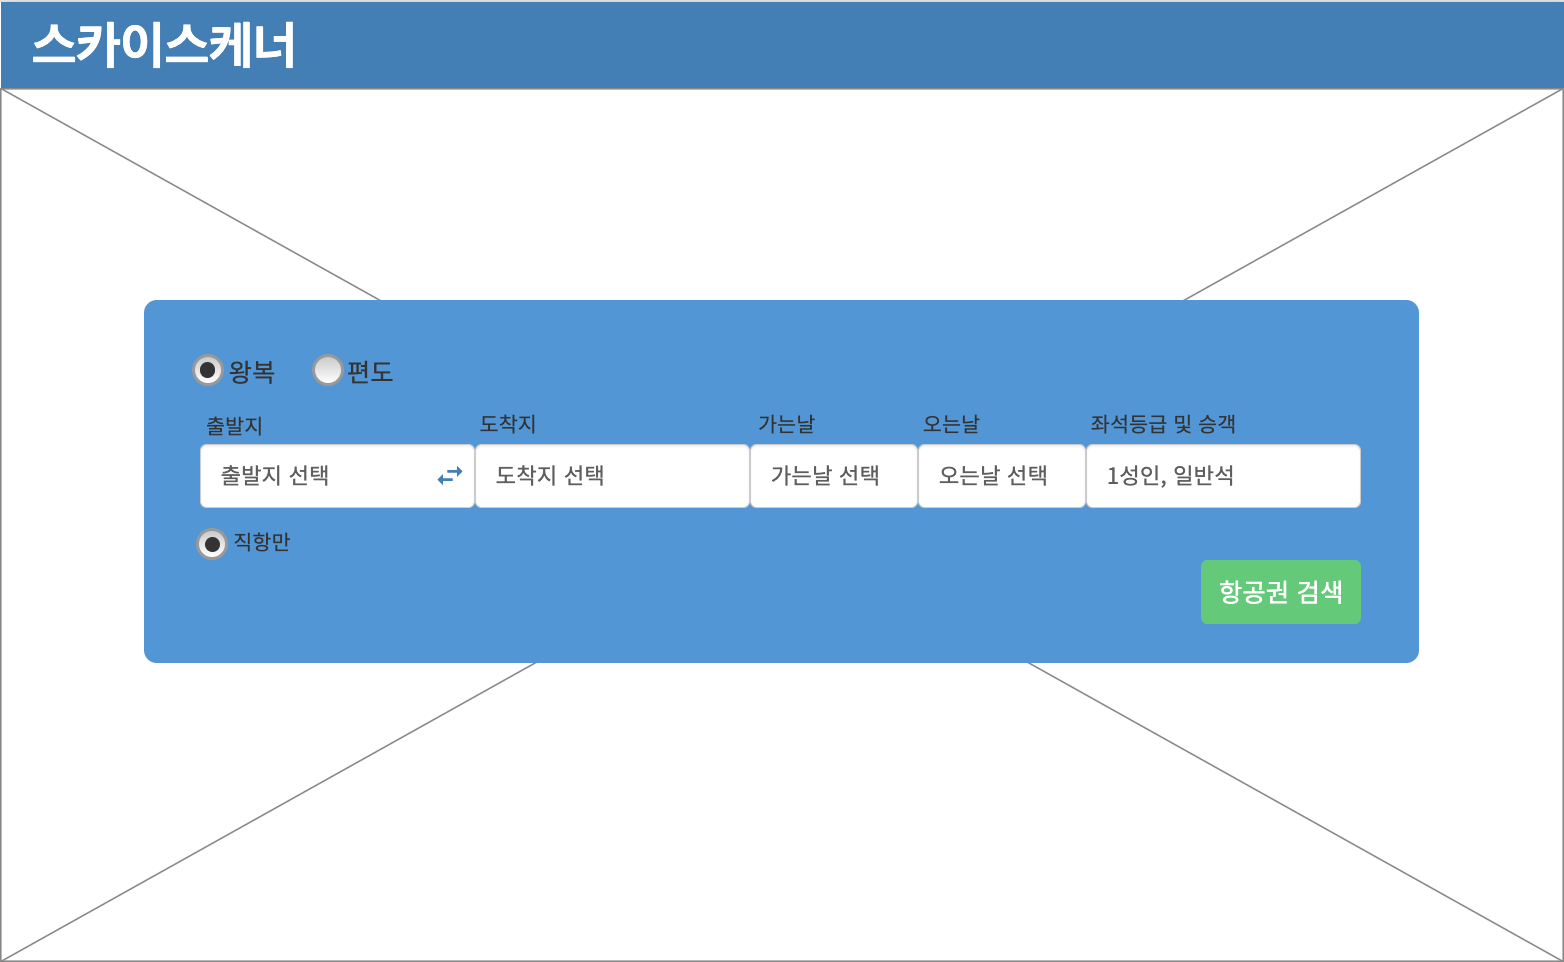 스카이스케너
왕복 편도
출발지 도착지 가는날 오는날 좌석등급 및 승객
출발지 선택 도착지 선택 가는날 선택 오는날 선택 1성인, 일반석
직항만
항공권 검색